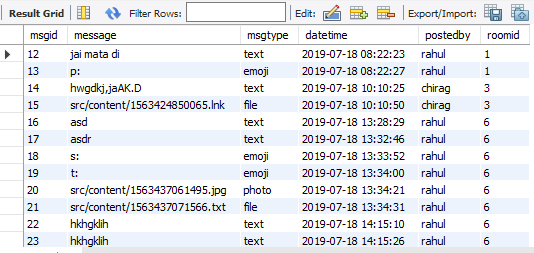 Result Grid Filter Rows: Edit: Export/Import:
msgid message msgtype datetime postedby roomid
12 jai mata di text 2019-07-18 08:22:23 rahul 1
13 p: emoji 2019-07-18 08:22:27 rahul 1
14 hwgdkj,jaAK.D text 2019-07-18 10:10:25 chirag 3
15 src/content/1563424850065.lnk file 2019-07-18 10:10:50 chirag 3
16 asd text 2019-07-18 13:28:29 rahul 6
17 asdr text 2019-07-18 13:32:46 rahul 6
18 s: emoji 2019-07-18 13:33:52 rahul 6
19 t: emoji 2019-07-18 13:34:00 rahul 6
20 src/content/1563437061495.jpg photo 2019-07-18 13:34:21 rahul 6
21 src/content/1563437071566.txt file 2019-07-18 13:34:31 rahul 6
22 hkhgklih text 2019-07-18 14:15:10 rahul 6
23 hkhgklih text 2019-07-18 14:15:26 rahul 6